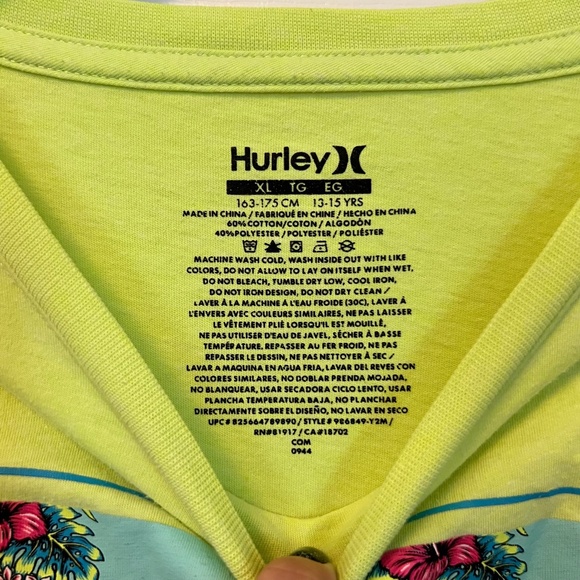 Hurley
XL TG EG
163-175 CM 13-15 YRS
MADE IN CHINA / FABRIQUÉ EN CHINE / HECHO EN CHINA
60% COTTON/COTON / ALGODÓN
40% POLYESTER / POLYESTER / POLIÉSTER
MACHINE WASH COLD, WASH INSIDE OUT WITH LIKE
COLORS, DO NOT ALLOW TO LAY ON ITSELF WHEN WET,
DO NOT BLEACH, TUMBLE DRY LOW, COOL IRON,
DO NOT IRON DESIGN, DO NOT DRY CLEAN /
LAVER À LA MACHINE À L'EAU FROIDE (30C), LAVER À
L'ENVERS AVEC COULEURS SIMILAIRES, NE PAS LAISSER
LE VÊTEMENT PLIÉ LORSQU'IL EST MOUILLÉ,
NE PAS UTILISER D'EAU DE JAVEL, SÉCHER À BASSE
TEMPÉRATURE, REPASSER AU FER FROID, NE PAS
REPASSER LE DESSIN, NE PAS NETTOYER À SEC /
LAVAR A MAQUINA EN AGUA FRIA, LAVAR DEL REVES CON
COLORES SIMILARES, NO DOBLAR PRENDA MOJADA,
NO BLANQUEAR, USAR SECADORA CICLO LENTO, USAR
PLANCHA TEMPERATURA BAJA, NO PLANCHAR
DIRECTAMENTE SOBRE EL DISEÑO, NO LAVAR EN SECO
UPC# 825664789890 / STYLE# 986849-Y2M /
RN#81917 / CA#18702
COM
0944